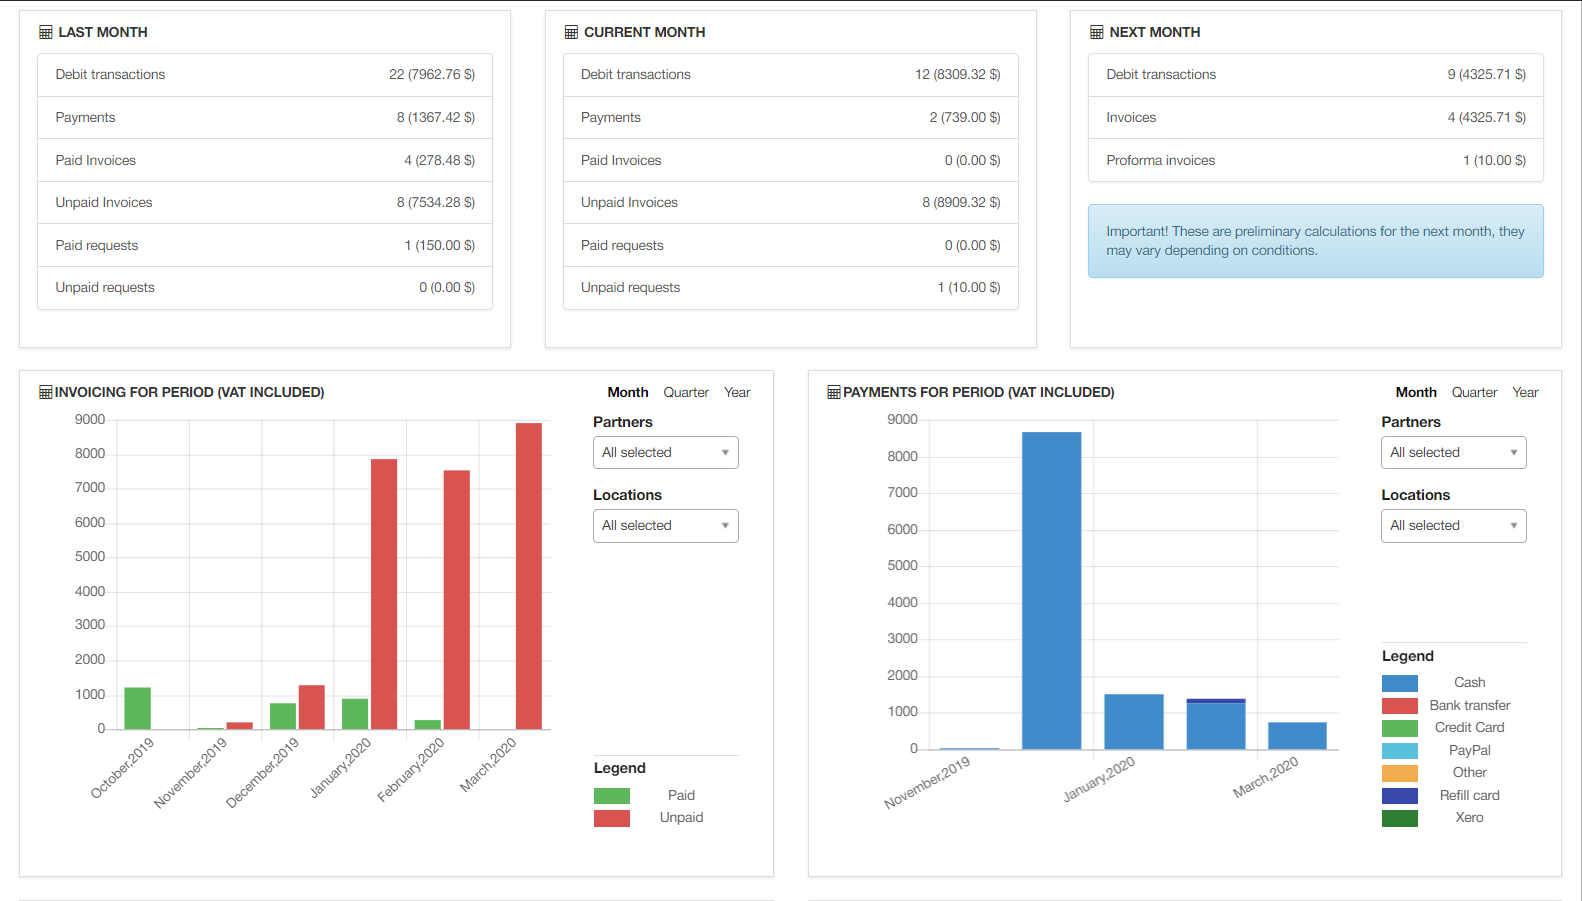 LAST MONTH
Debit transactions 22 (7962.76 $)
Payments 8 (1367.42 $)
Paid Invoices 4 (278.48 $)
Unpaid Invoices 8 (7534.28 $)
Paid requests 1 (150.00 $)
Unpaid requests 0 (0.00 $)
CURRENT MONTH
Debit transactions 12 (8309.32 $)
Payments 2 (739.00 $)
Paid Invoices 0 (0.00 $)
Unpaid Invoices 8 (8909.32 $)
Paid requests 0 (0.00 $)
Unpaid requests 1 (10.00 $)
NEXT MONTH
Debit transactions 9 (4325.71 $)
Invoices 4 (4325.71 $)
Proforma invoices 1 (10.00 $)
Important! These are preliminary calculations for the next month, they
may vary depending on conditions.
INVOICING FOR PERIOD (VAT INCLUDED)
Month Quarter Year
Partners
All selected
Locations
All selected
9000
8000
7000
6000
5000
4000
3000
2000
1000
0
October,2019
November,2019
December,2019
January,2020
February,2020
March,2020
Legend
Paid
Unpaid
PAYMENTS FOR PERIOD (VAT INCLUDED)
Month Quarter Year
Partners
All selected
Locations
All selected
9000
8000
7000
6000
5000
4000
3000
2000
1000
0
November,2019
January,2020
March,2020
Legend
Cash
Bank transfer
Credit Card
PayPal
Other
Refill card
Xero